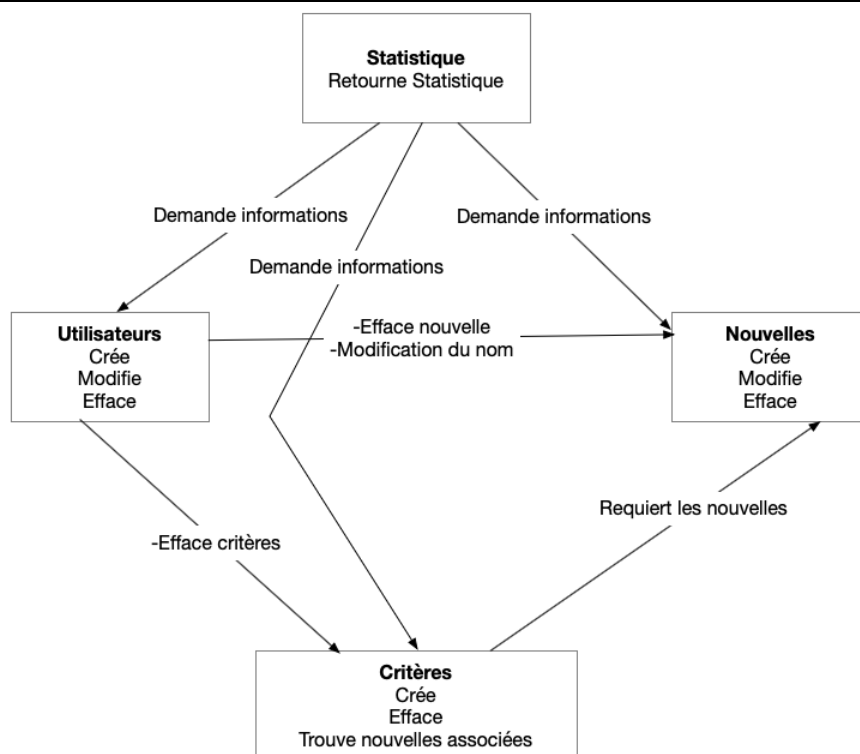 Statistique
Retourne Statistique
Demande informations
Demande informations
Demande informations
Utilisateurs
Crée
Modifie
Efface
-Efface nouvelle
-Modification du nom
Nouvelles
Crée
Modifie
Efface
Requiert les nouvelles
-Efface critères
Critères
Crée
Efface
Trouve nouvelles associées